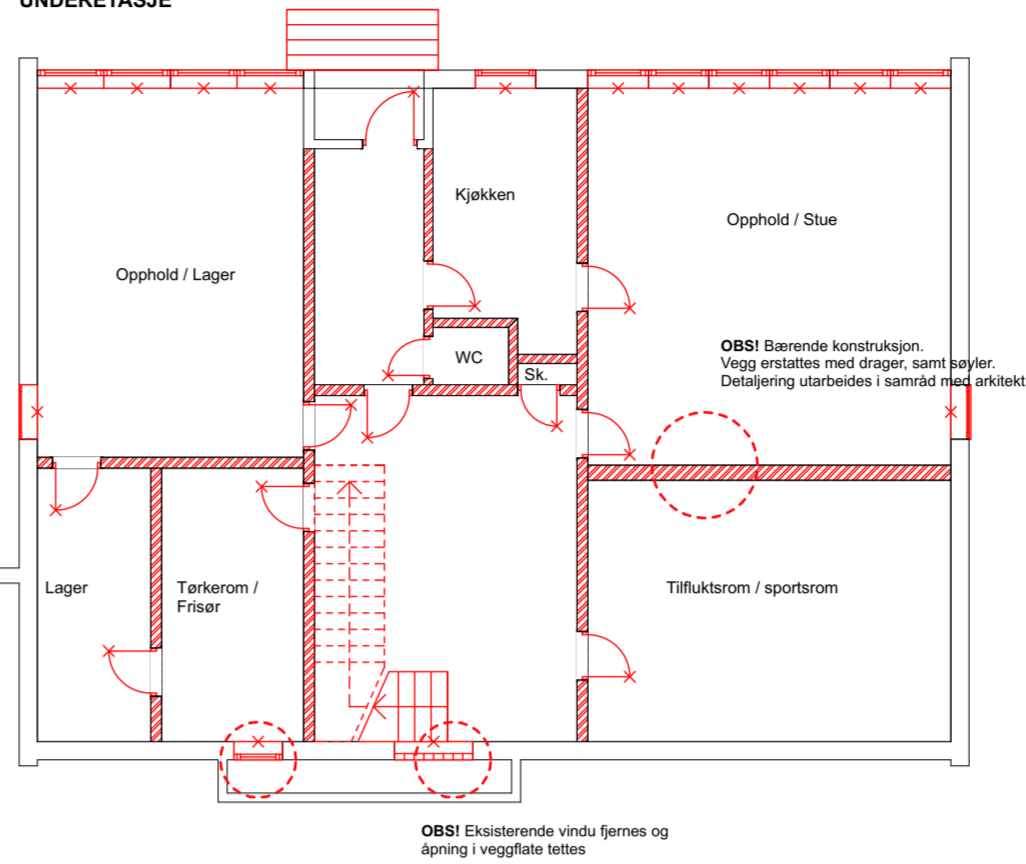 UNDERETASJE
Kjøkken
Opphold / Stue
Opphold / Lager
OBS! Bærende konstruksjon.
Vegg erstattes med drager, samt søyler.
Detaljering utarbeides i samråd med arkitekt
WC
Sk.
Lager
Tørkerom /
Frisør
Tilfluktsrom / sportsrom
OBS! Eksisterende vindu fjernes og
åpning i veggflate tettes